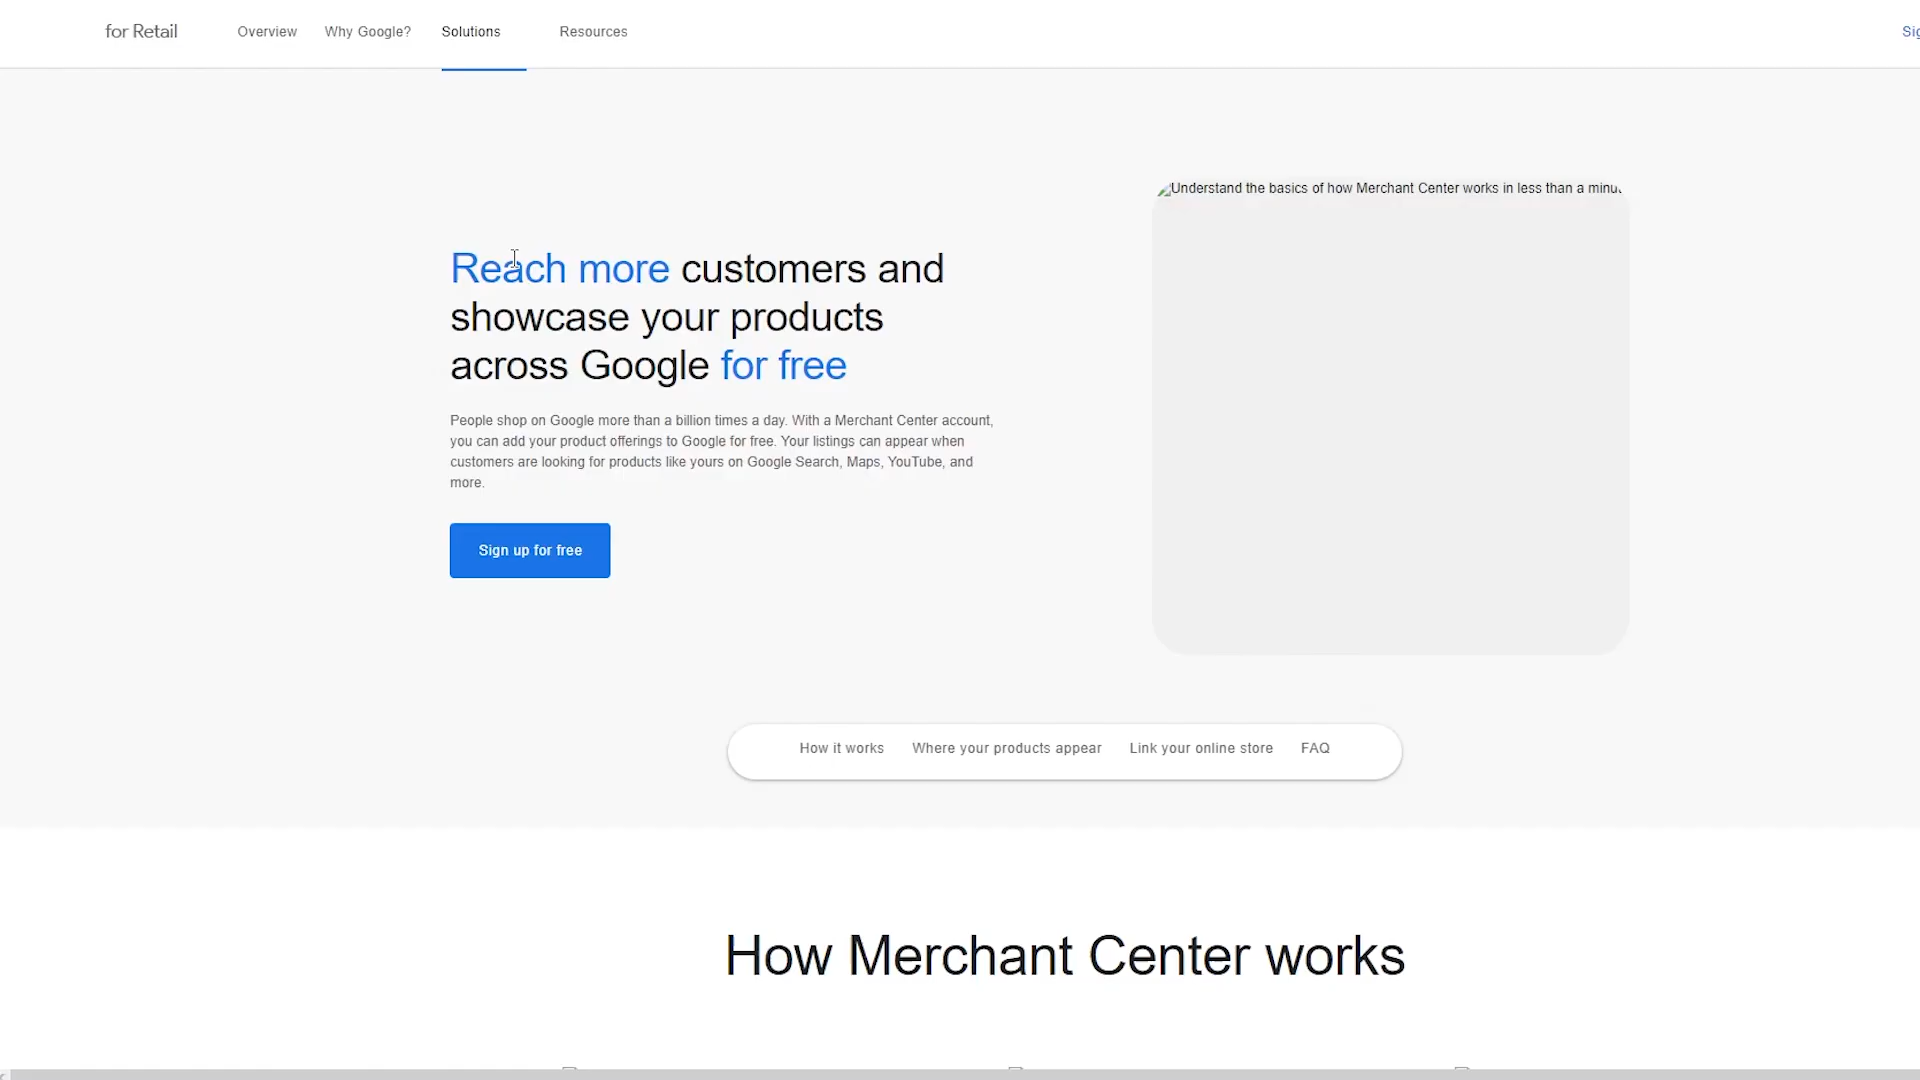 for Retail
Overview
Why Google?
Solutions
Resources
Sig
Understand the basics of how Merchant Center works in less than a minu
Reach more customers and
showcase your products
across Google for free
People shop on Google more than a billion times a day. With a Merchant Center account,
you can add your product offerings to Google for free. Your listings can appear when
customers are looking for products like yours on Google Search, Maps, YouTube, and
more.
Sign up for free
How it works
Where your products appear
Link your online store
FAQ
How Merchant Center works